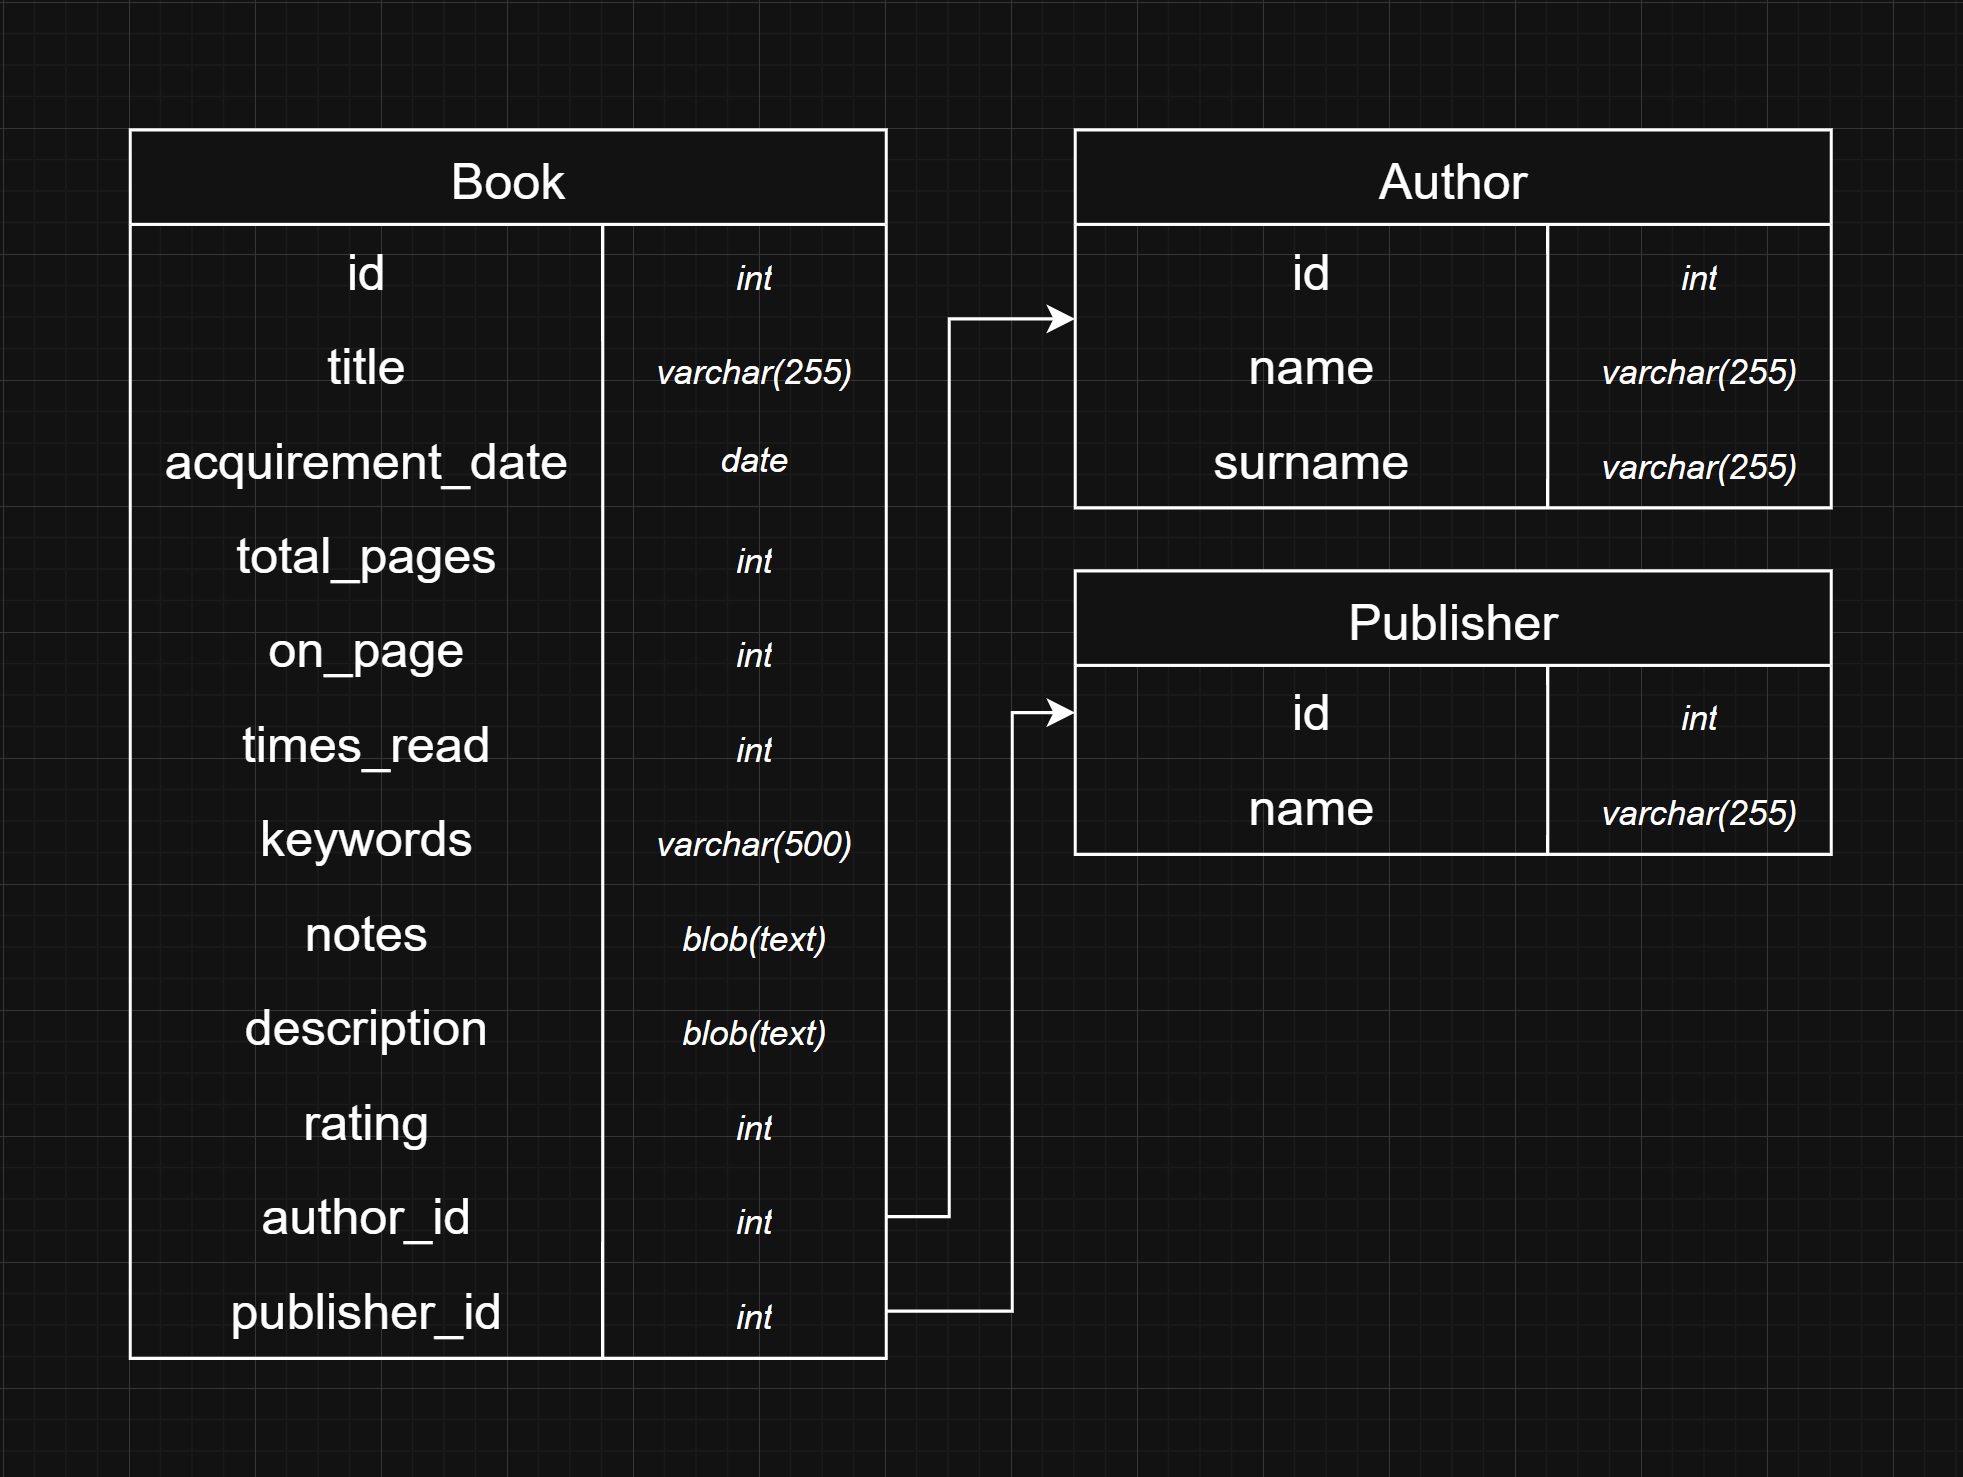 Book
id int
title varchar(255)
acquirement_date date
total_pages int
on_page int
times_read int
keywords varchar(500)
notes blob(text)
description blob(text)
rating int
author_id int
publisher_id int
Author
id int
name varchar(255)
surname varchar(255)
Publisher
id int
name varchar(255)